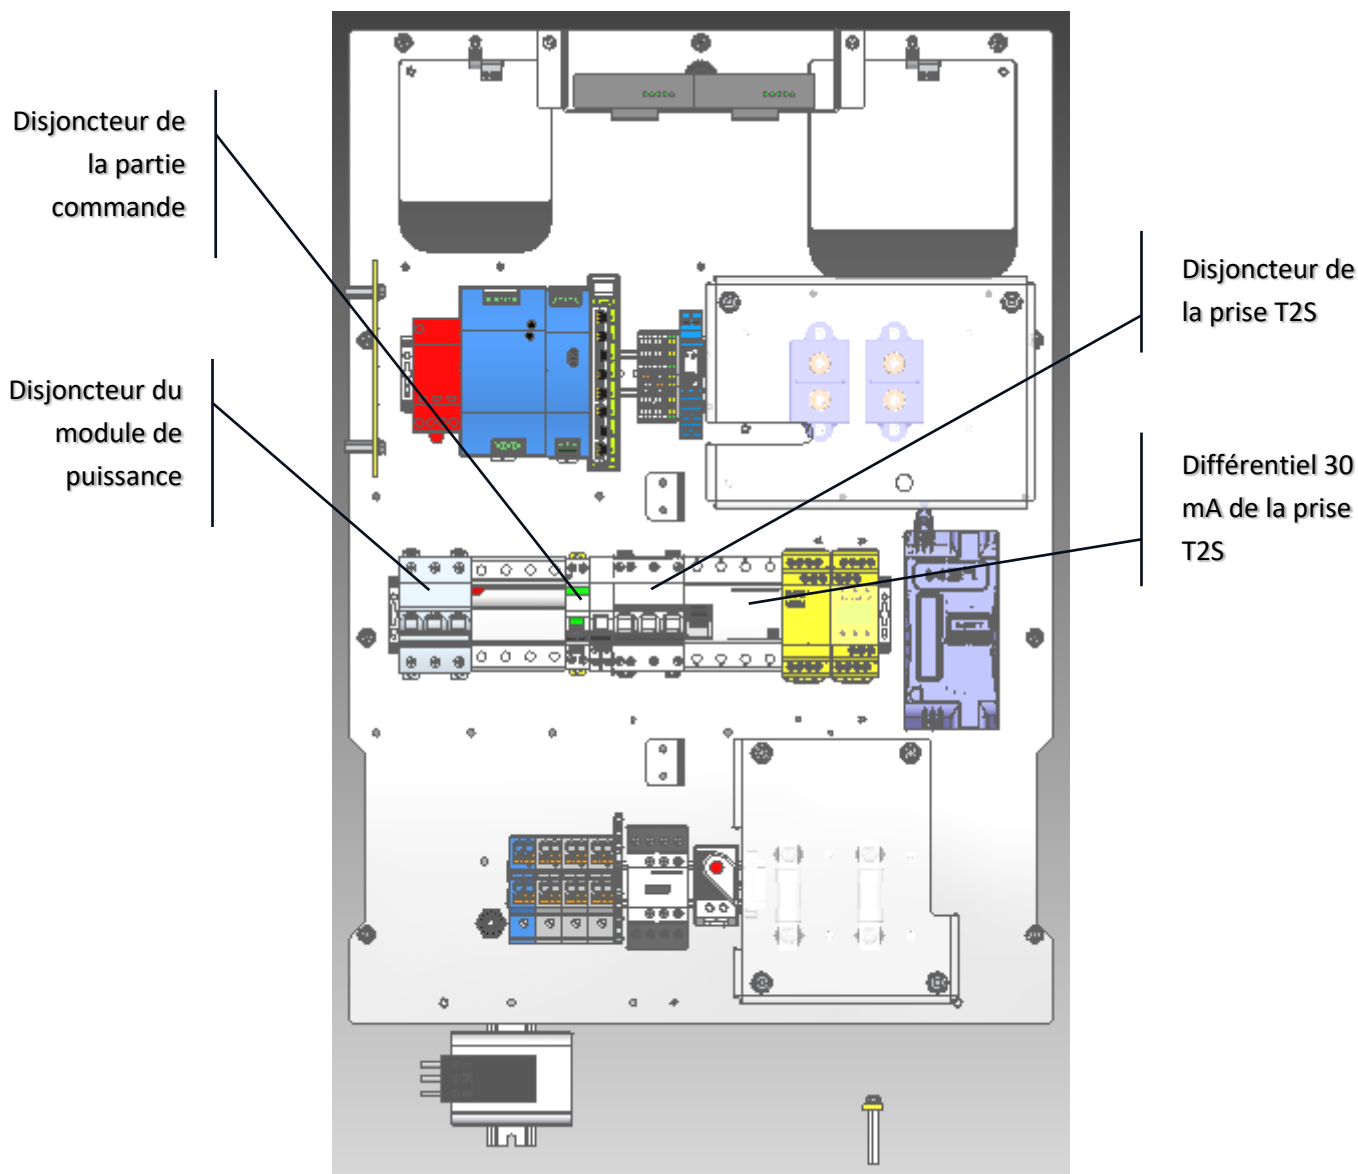 Disjoncteur de
la partie
commande
Disjoncteur du
module de
puissance
Disjoncteur de
la prise T2S
Différentiel 30
mA de la prise
T2S